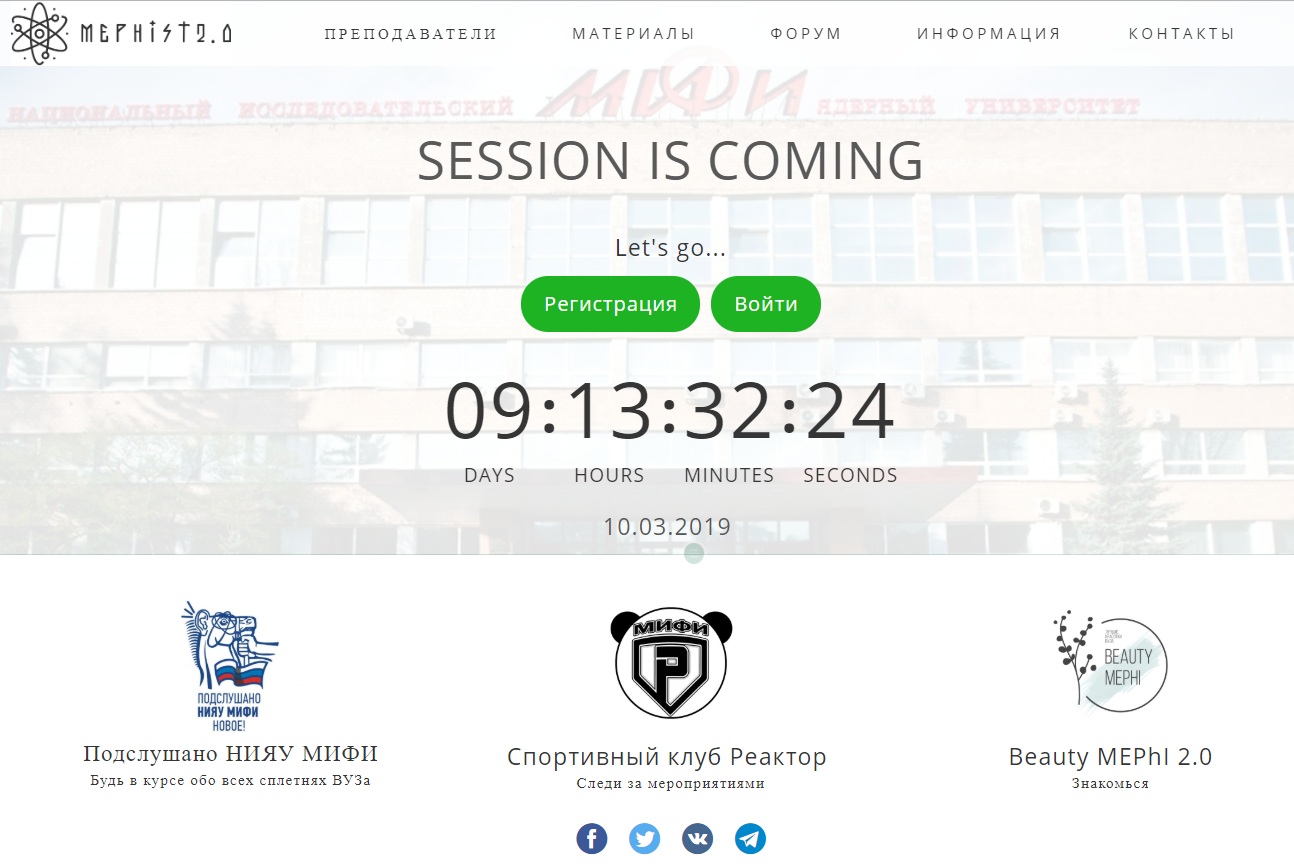 MEPHIST2.0
ПРЕПОДАВАТЕЛИ
МАТЕРИАЛЫ
ФОРУМ
ИНФОРМАЦИЯ
КОНТАКТЫ
НАЦИОНАЛЬНЫЙ ИССЛЕДОВАТЕЛЬСКИЙ МИФИ ЯДЕРНЫЙ УНИВЕРСИТЕТ
SESSION IS COMING
Let's go...
Регистрация
Войти
09:13:32:24
DAYS HOURS MINUTES SECONDS
10.03.2019
ПОДСЛУШАНО
НИЯУ МИФИ
НОВОЕ!
Подслушано НИЯУ МИФИ
Будь в курсе обо всех сплетнях ВУЗа
МИФИ
P
Спортивный клуб Реактор
Следи за мероприятиями
BEAUTY
MEPHI
Beauty MEPhI 2.0
Знакомься